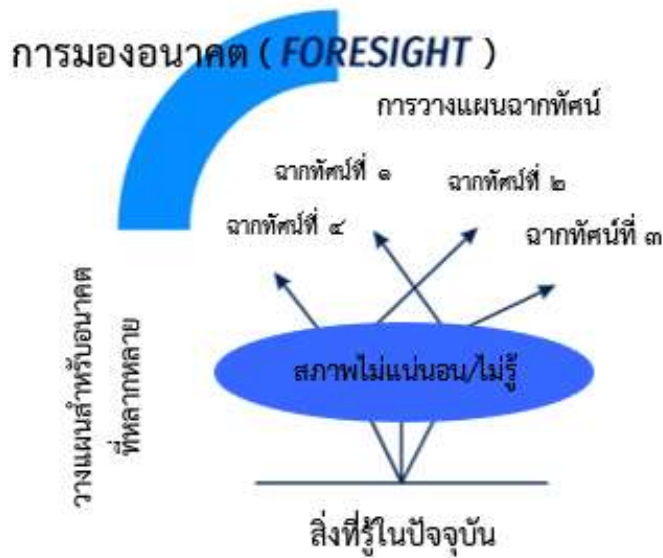 การมองอนาคต ( FORESIGHT )
การวางแผนฉากทัศน์
ฉากทัศน์ที่ ๑
ฉากทัศน์ที่ ๒
ฉากทัศน์ที่ ๔
ฉากทัศน์ที่ ๓
วางแผนสำหรับอนาคต
ที่หลากหลาย
สภาพไม่แน่นอน/ไม่รู้
สิ่งที่รู้ในปัจจุบัน